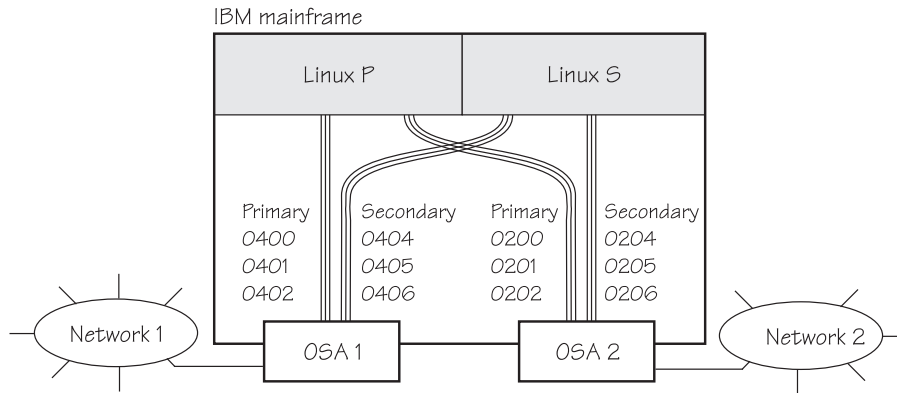 IBM mainframe
Linux P
Linux S
Primary
0400
0401
0402
Secondary
0404
0405
0406
Primary
0200
0201
0202
Secondary
0204
0205
0206
Network 1
OSA 1
OSA 2
Network 2